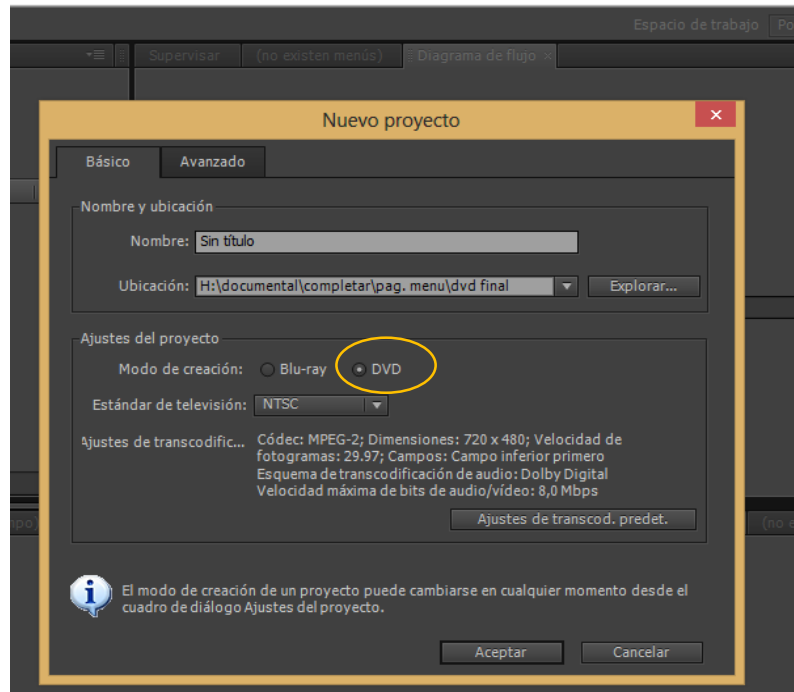 Espacio de trabajo Po
Supervisar (no existen menús) Diagrama de flujo ×
Nuevo proyecto
Básico Avanzado
Nombre y ubicación
Nombre: Sin título
Ubicación: H:\documental\completar\pag. menu\dvd final Explorar...
Ajustes del proyecto
Modo de creación: Blu-ray DVD
Estándar de televisión: NTSC
Ajustes de transcodific... Códec: MPEG-2; Dimensiones: 720 x 480; Velocidad de
fotogramas: 29.97; Campos: Campo inferior primero
Esquema de transcodificación de audio: Dolby Digital
Velocidad máxima de bits de audio/vídeo: 8,0 Mbps
Ajustes de transcod. predet.
mpo) (no e
El modo de creación de un proyecto puede cambiarse en cualquier momento desde el
cuadro de diálogo Ajustes del proyecto.
Aceptar Cancelar